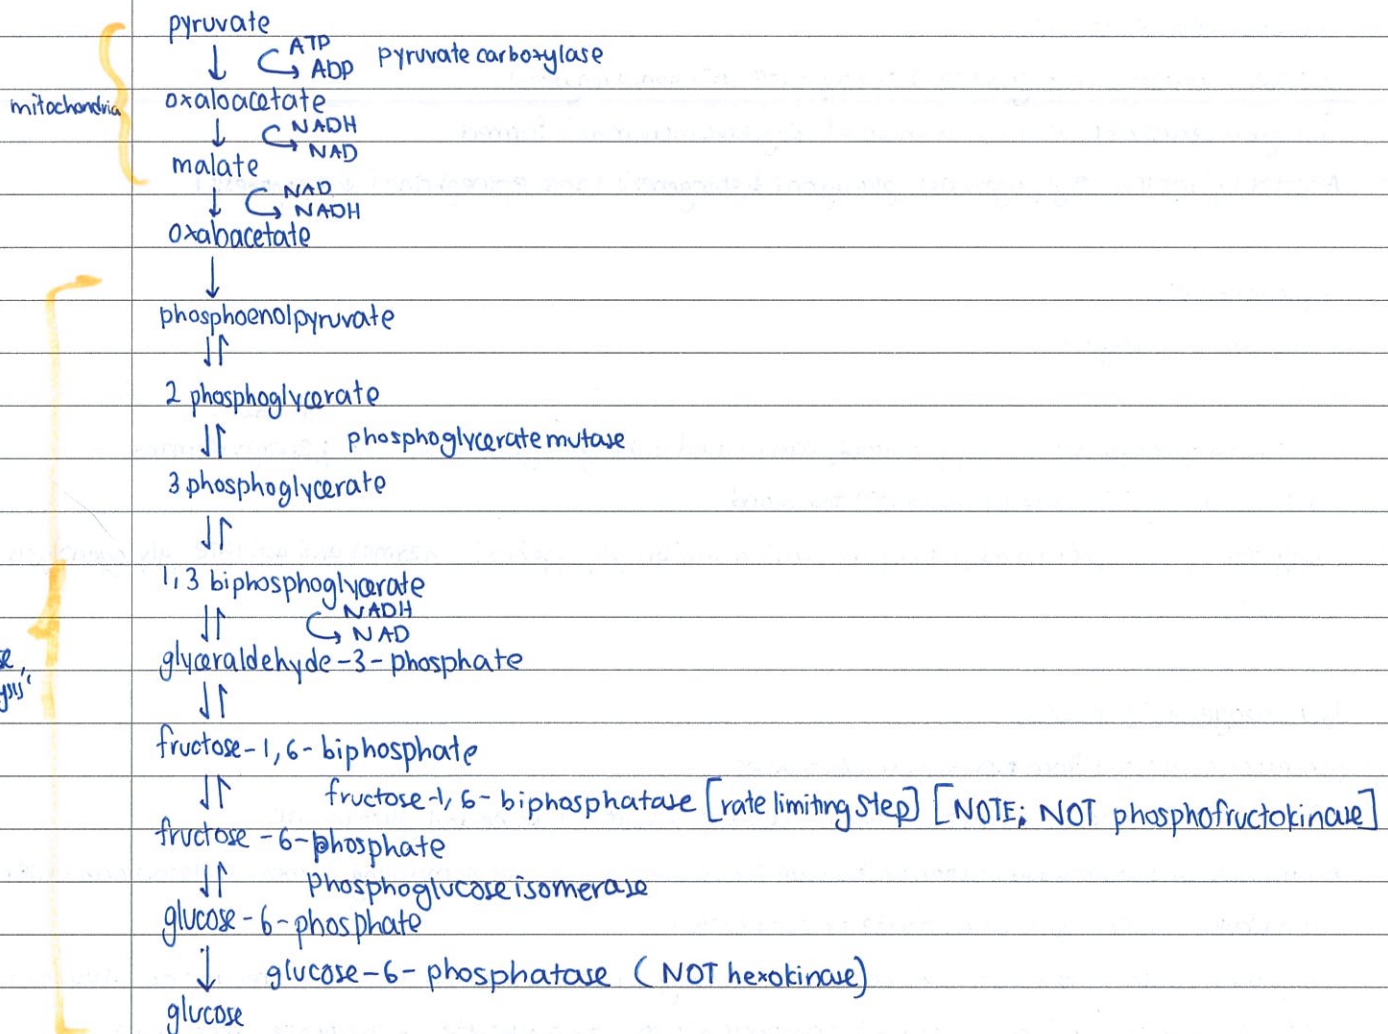 pyruvate
ATP
ADP
pyruvate carboxylase
mitochondria
oxaloacetate
NADH
NAD
malate
NAD
NADH
oxaloacetate
phosphoenolpyruvate
2 phosphoglycerate
phosphoglycerate mutase
3 phosphoglycerate
1,3 biphosphoglycerate
NADH
NAD
glyceraldehyde-3-phosphate
fructose-1,6-biphosphate
fructose-1,6-biphosphatase [rate limiting step] [NOTE; NOT phosphofructokinase]
fructose-6-phosphate
phosphoglucose isomerase
glucose-6-phosphate
glucose-6-phosphatase (NOT hexokinase)
glucose